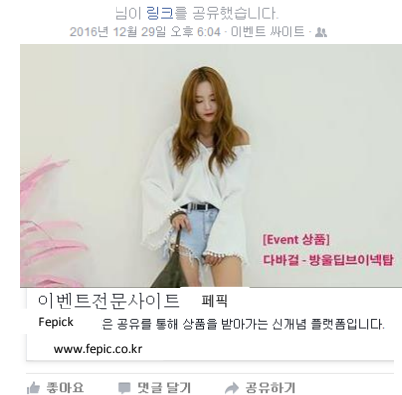 님이 링크를 공유했습니다.
2016년 12월 29일 오후 6:04 · 이벤트 싸이트 ·
[Event 상품]
다바걸 - 방울딥브이넥탑
이벤트전문사이트 페픽
Fepick 은 공유를 통해 상품을 받아가는 신개념 플랫폼입니다.
www.fepic.co.kr
좋아요 댓글 달기 공유하기